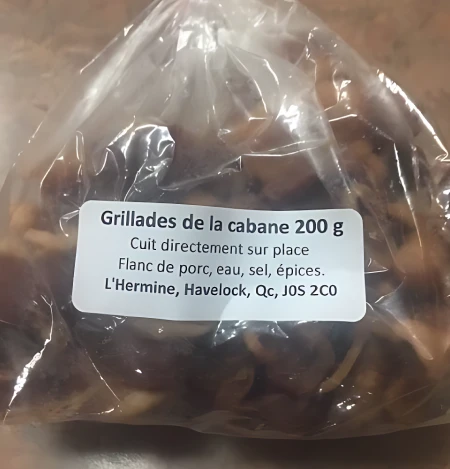 Grillades de la cabane 200 g
Cuit directement sur place
Flanc de porc, eau, sel, épices.
L'Hermine, Havelock, Qc, J0S 2C0